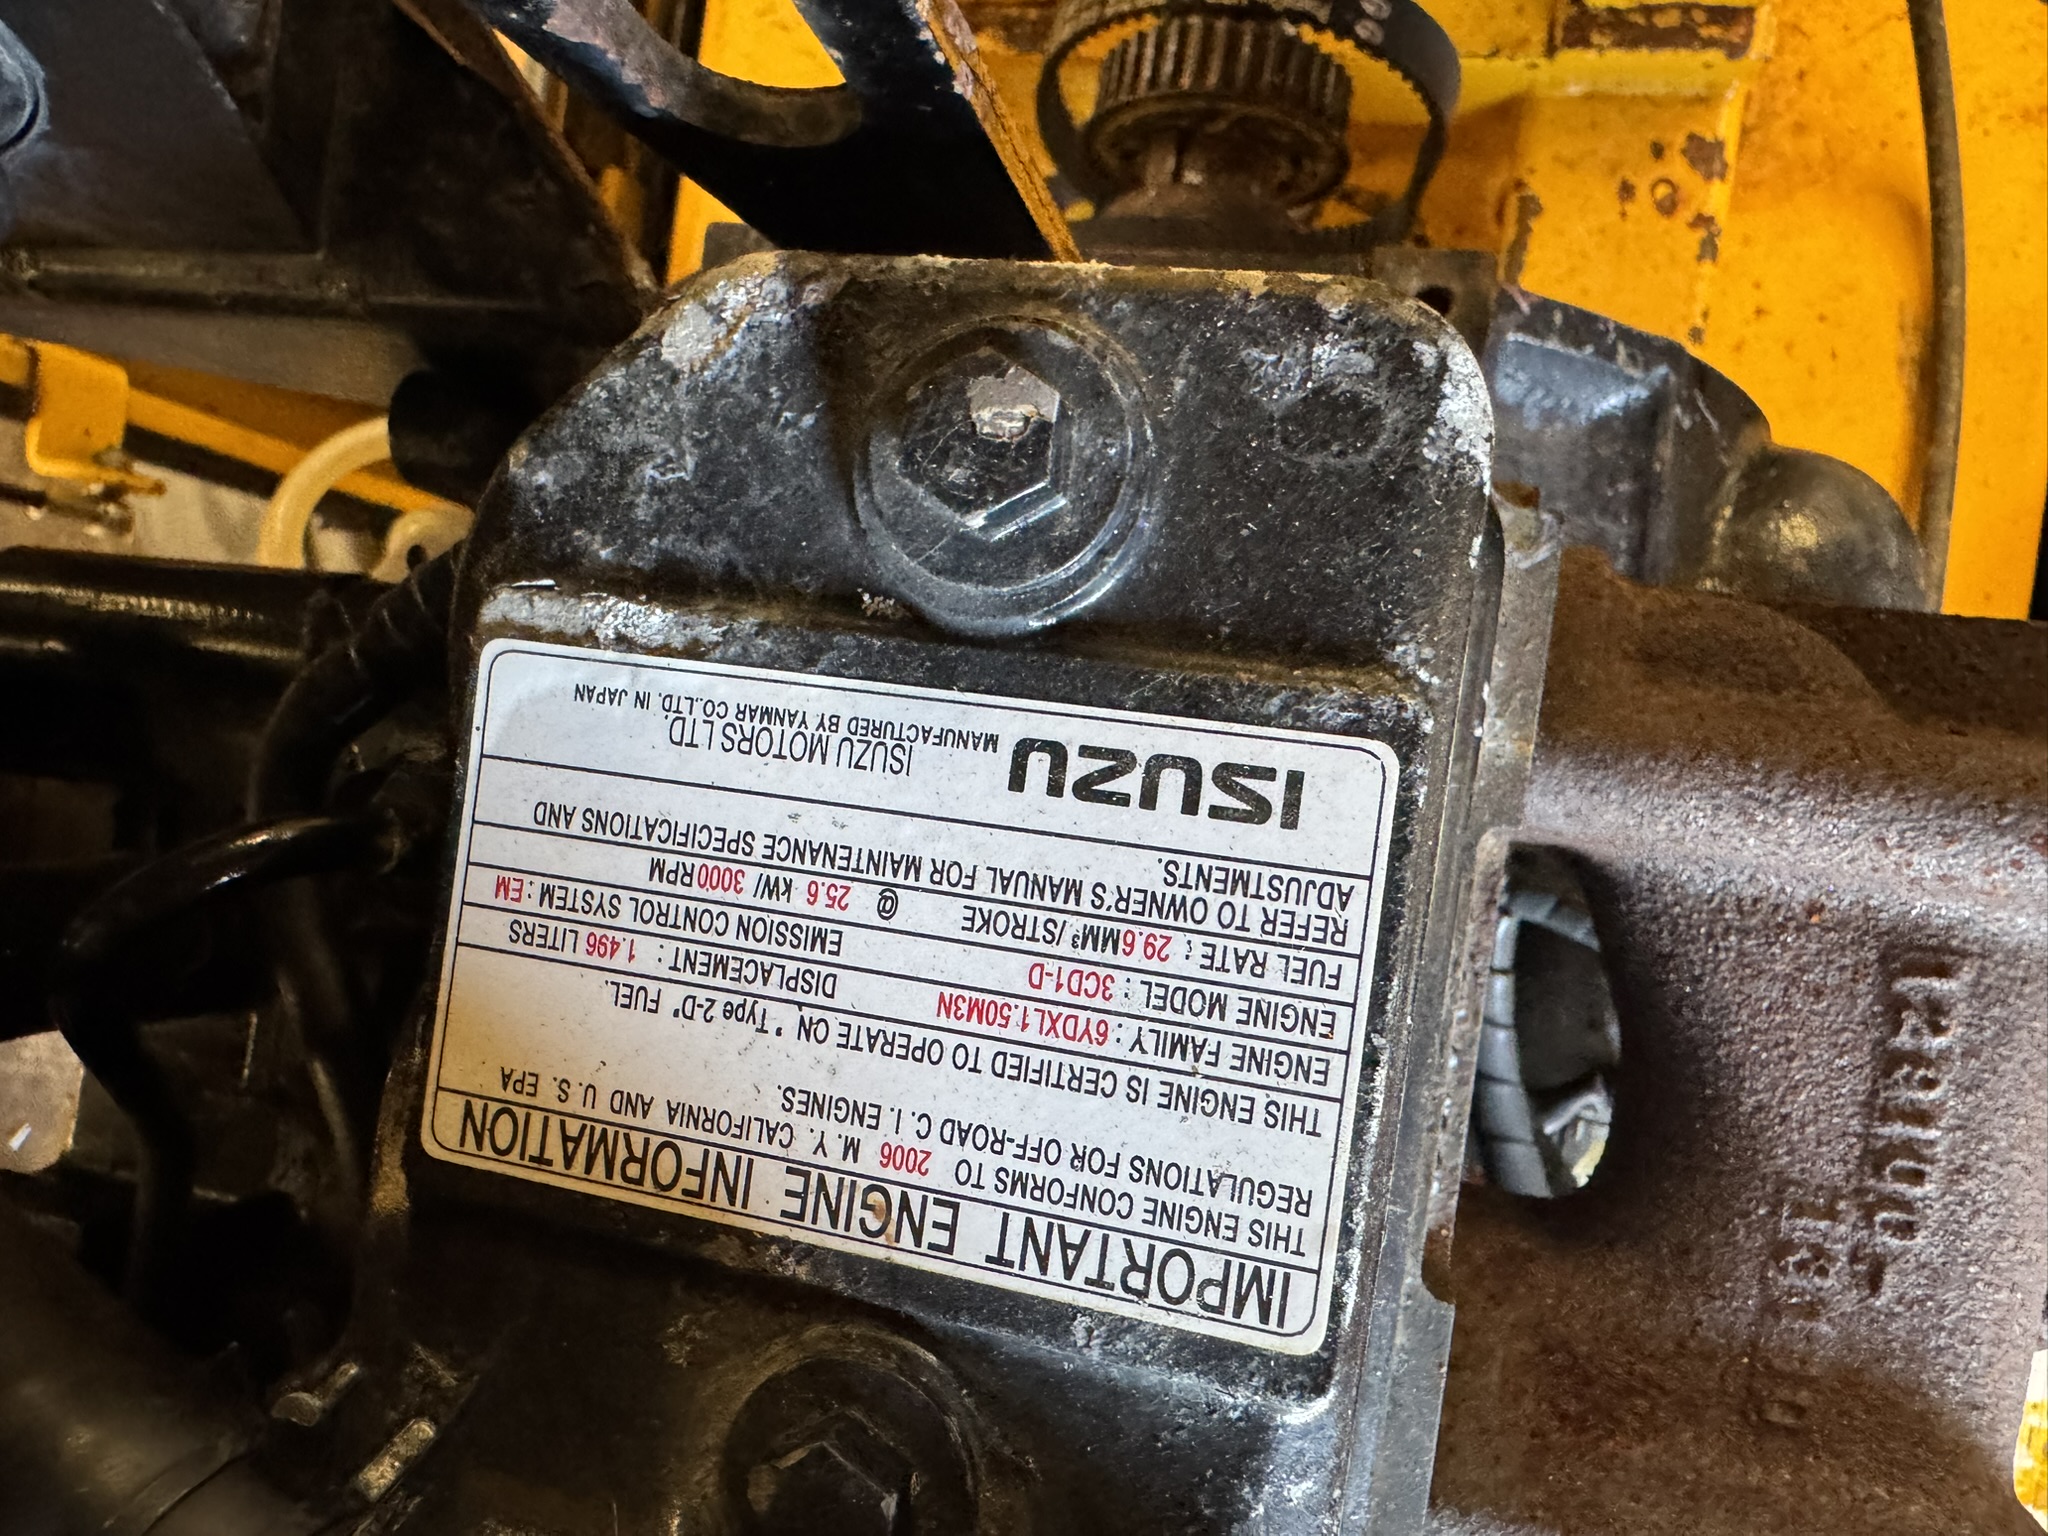 IMPORTANT ENGINE INFORMATION
THIS ENGINE CONFORMS TO 2006 M.Y. CALIFORNIA AND U.S. EPA
REGULATIONS FOR OFF-ROAD C.I. ENGINES.
THIS ENGINE IS CERTIFIED TO OPERATE ON "Type 2-D" FUEL.
ENGINE FAMILY : 6YDXL1.50M3N DISPLACEMENT : 1.496 LITERS
ENGINE MODEL : 3CD1-D EMISSION CONTROL SYSTEM : EM
FUEL RATE : 29.6MM³/STROKE @ 25.6 kW/ 3000RPM
REFER TO OWNER'S MANUAL FOR MAINTENANCE SPECIFICATIONS AND
ADJUSTMENTS.
ISUZU ISUZU MOTORS LTD.
MANUFACTURED BY YANMAR CO.,LTD. IN JAPAN